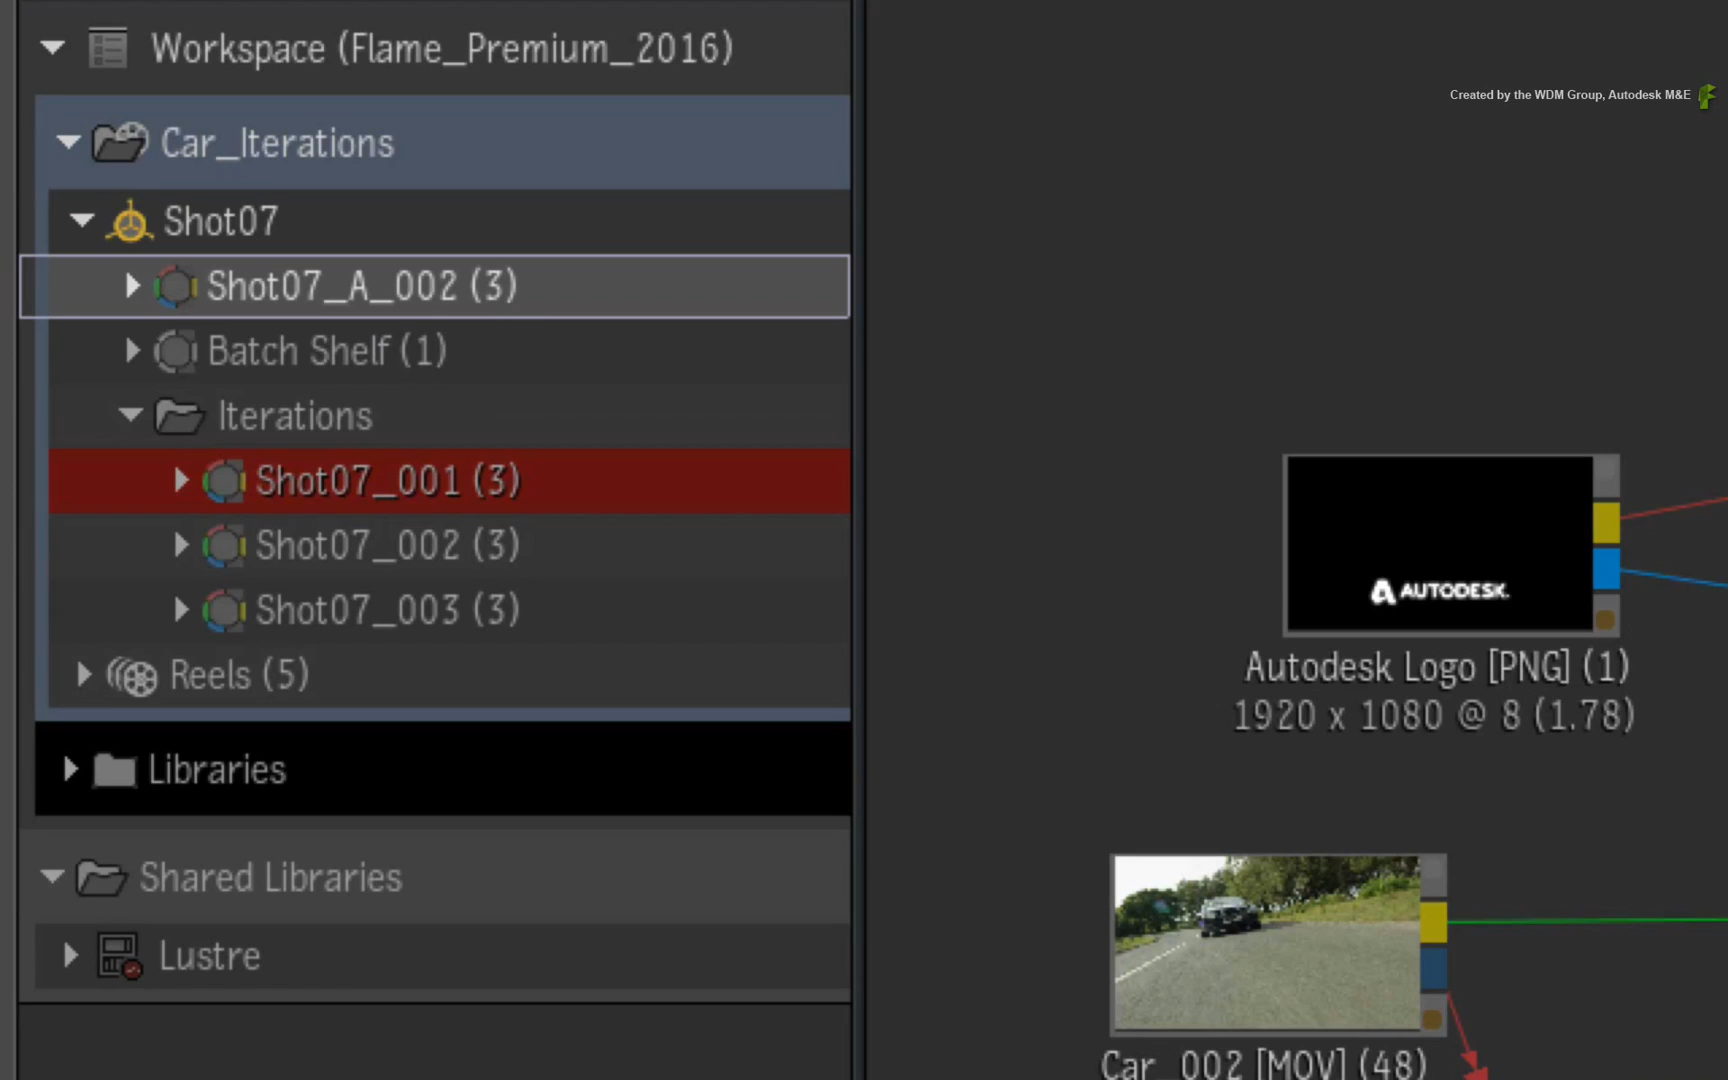 Workspace (Flame_Premium_2016)
Created by the WDM Group, Autodesk M&E
Car_Iterations
Shot07
Shot07_A_002 (3)
Batch Shelf (1)
Iterations
Shot07_001 (3)
Shot07_002 (3)
Shot07_003 (3)
Reels (5)
Libraries
Shared Libraries
Lustre
AUTODESK.
Autodesk Logo [PNG] (1)
1920 x 1080 @ 8 (1.78)
Car_002 [MOV] (48)